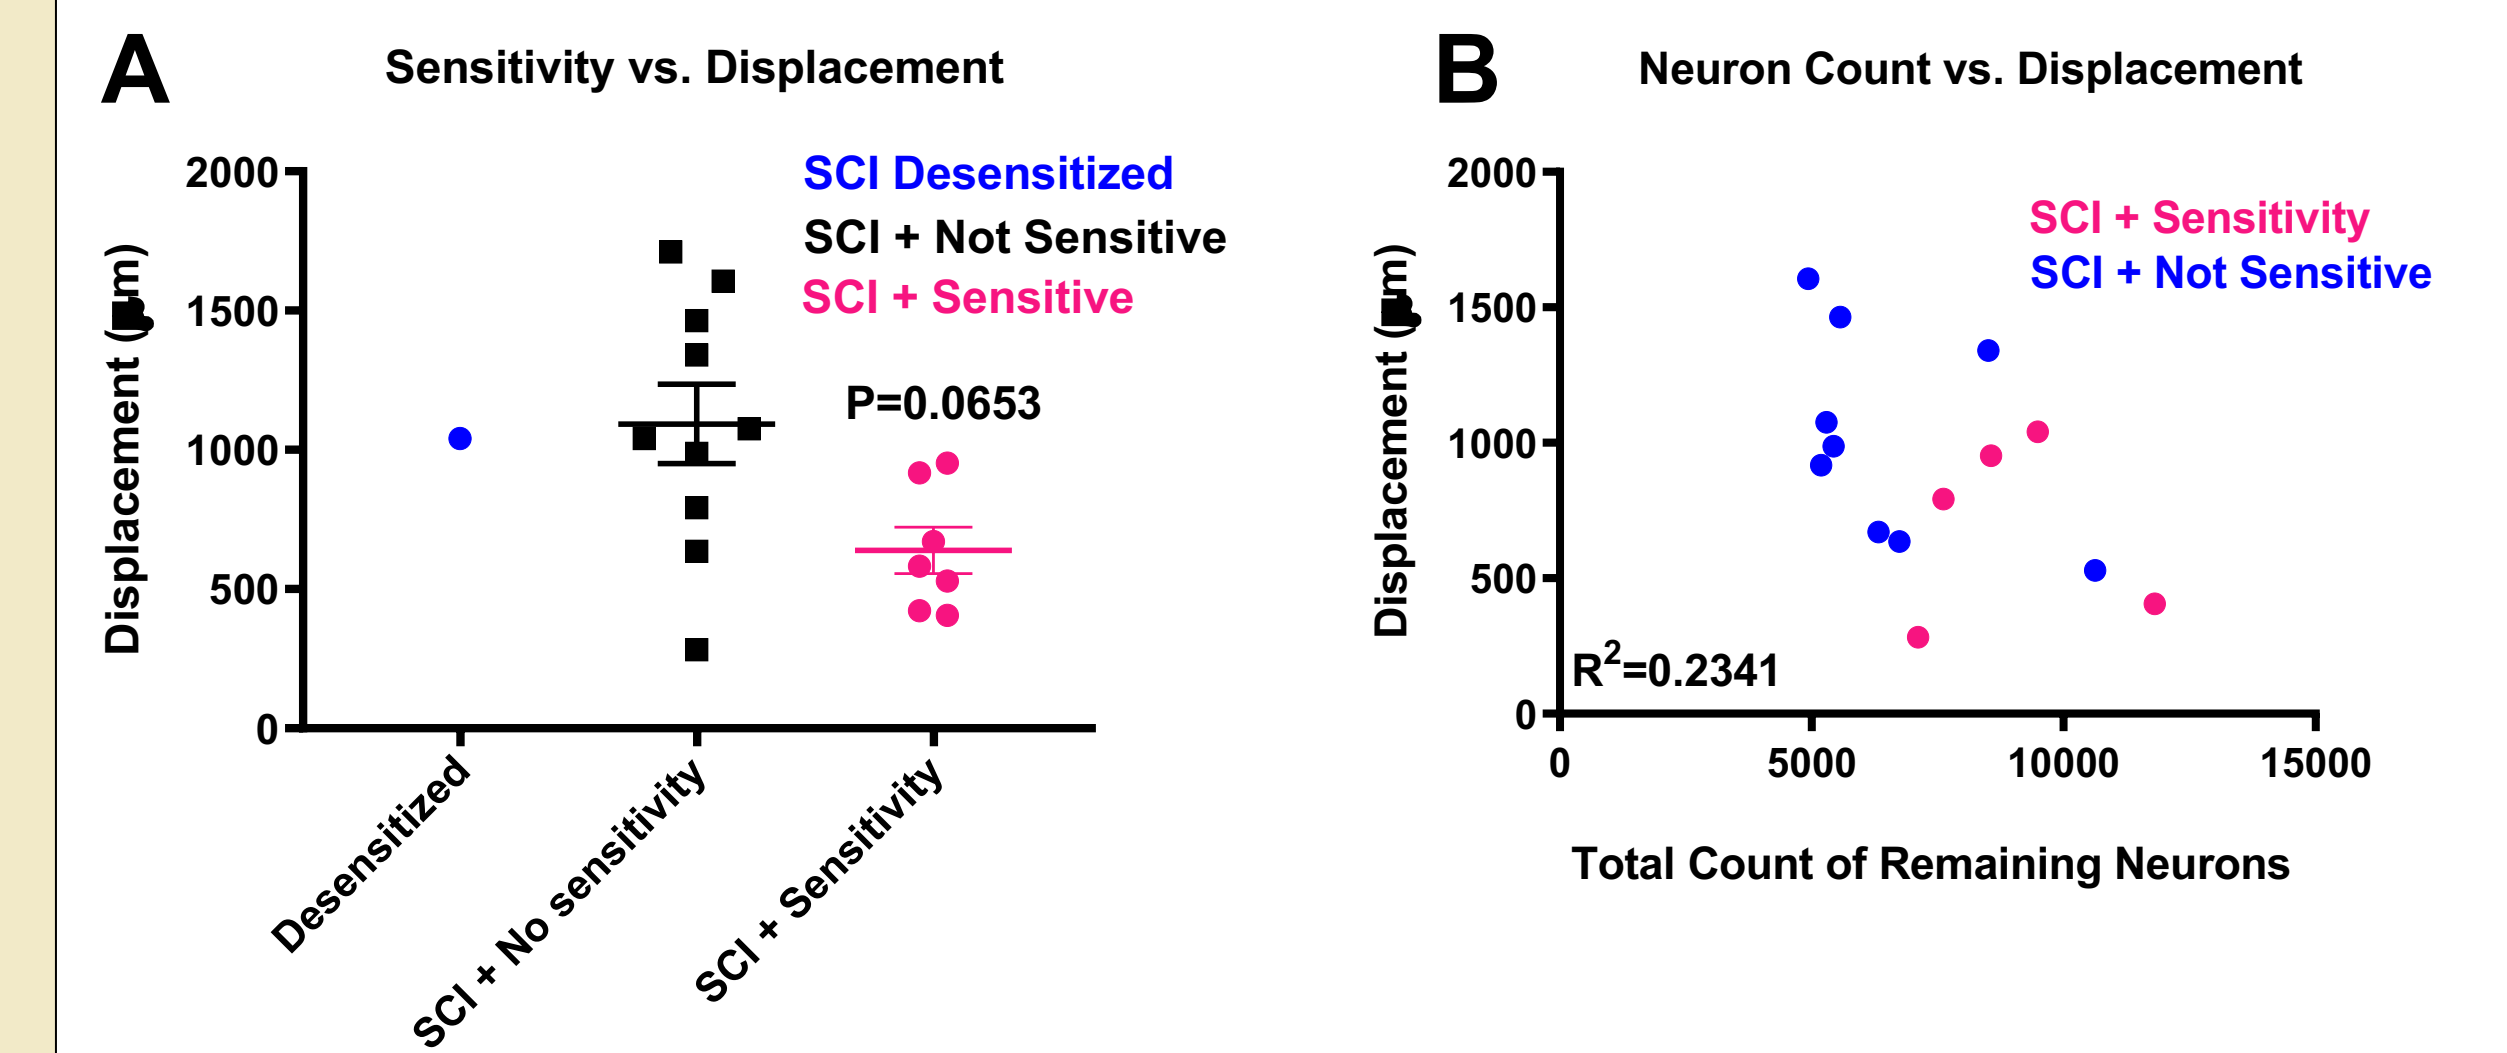 A
Sensitivity vs. Displacement
2000
1500
1000
500
0
Displacement (
m)
SCI Desensitized
SCI + Not Sensitive
SCI + Sensitive
P=0.0653
Desensitized
SCI + No sensitivity
SCI + Sensitivity
B
Neuron Count vs. Displacement
2000
1500
1000
500
0
Displacement (
m)
SCI + Sensitivity
SCI + Not Sensitive
R²=0.2341
0 5000 10000 15000
Total Count of Remaining Neurons